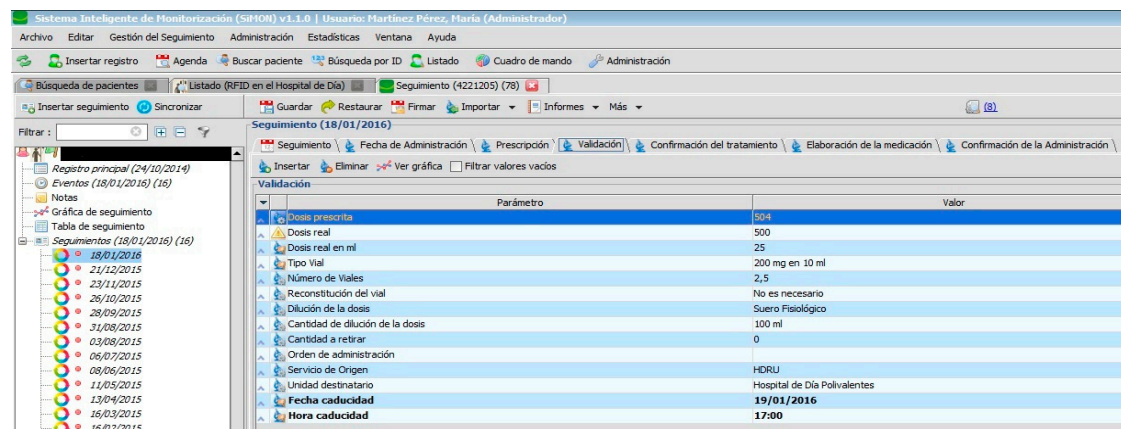 Sistema Inteligente de Monitorización (SiMON) v1.1.0 | Usuario: Martínez Pérez, María (Administrador)
Archivo Editar Gestión del Seguimiento Administración Estadísticas Ventana Ayuda
Insertar registro Agenda Buscar paciente Búsqueda por ID Listado Cuadro de mando Administración
Búsqueda de pacientes Listado (RFID en el Hospital de Día) Seguimiento (4221205) (78)
Insertar seguimiento Sincronizar
Filtrar :
Registro principal (24/10/2014)
Eventos (18/01/2016) (16)
Notas
Gráfica de seguimiento
Tabla de seguimiento
Seguimientos (18/01/2016) (16)
18/01/2016
21/12/2015
23/11/2015
26/10/2015
28/09/2015
31/08/2015
03/08/2015
06/07/2015
08/06/2015
11/05/2015
13/04/2015
16/03/2015
16/02/2015
Guardar Restaurar Firmar Importar Informes Más (8)
Seguimiento (18/01/2016)
Seguimiento \ Fecha de Administración \ Prescripción \ Validación \ Confirmación del tratamiento \ Elaboración de la medicación \ Confirmación de la Administración \
Insertar Eliminar Ver gráfica Filtrar valores vacíos
Validación
Parámetro Valor
Dosis prescrita 504
Dosis real 500
Dosis real en ml 25
Tipo Vial 200 mg en 10 ml
Número de Viales 2,5
Reconstitución del vial No es necesario
Dilución de la dosis Suero Fisiológico
Cantidad de dilución de la dosis 100 ml
Cantidad a retirar 0
Orden de administración
Servicio de Origen HDRU
Unidad destinatario Hospital de Día Polivalentes
Fecha caducidad 19/01/2016
Hora caducidad 17:00